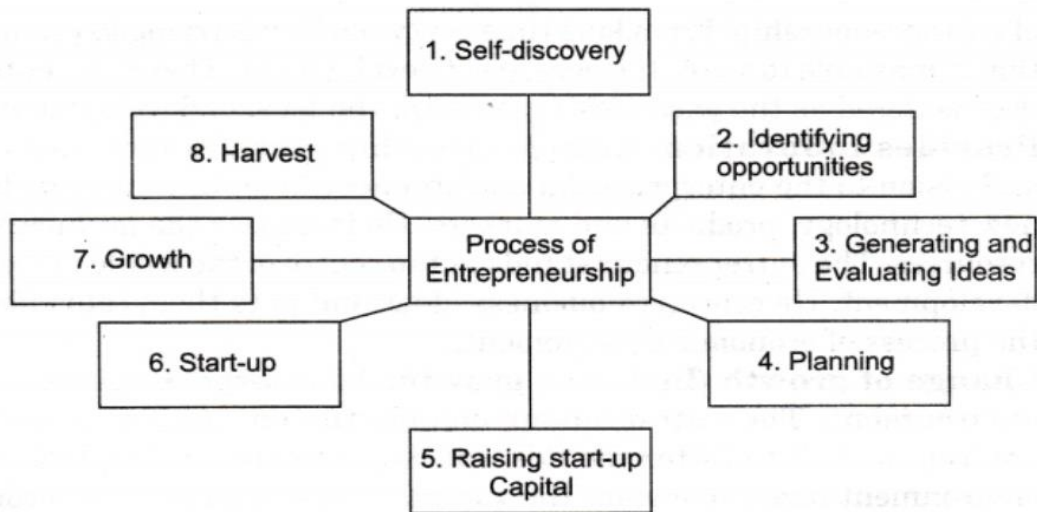 1. Self-discovery
2. Identifying
opportunities
3. Generating and
Evaluating Ideas
4. Planning
5. Raising start-up
Capital
6. Start-up
7. Growth
8. Harvest
Process of
Entrepreneurship